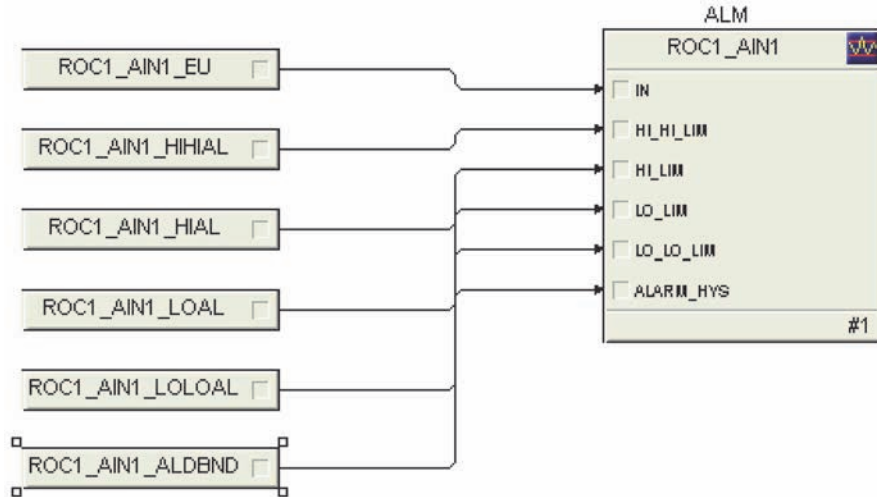 ALM
ROC1_AIN1
ROC1_AIN1_EU
IN
ROC1_AIN1_HIHIAL
HI_HI_LIM
HI_LIM
ROC1_AIN1_HIAL
LO_LIM
LO_LO_LIM
ROC1_AIN1_LOAL
ALARM_HYS
#1
ROC1_AIN1_LOLOAL
ROC1_AIN1_ALDBND